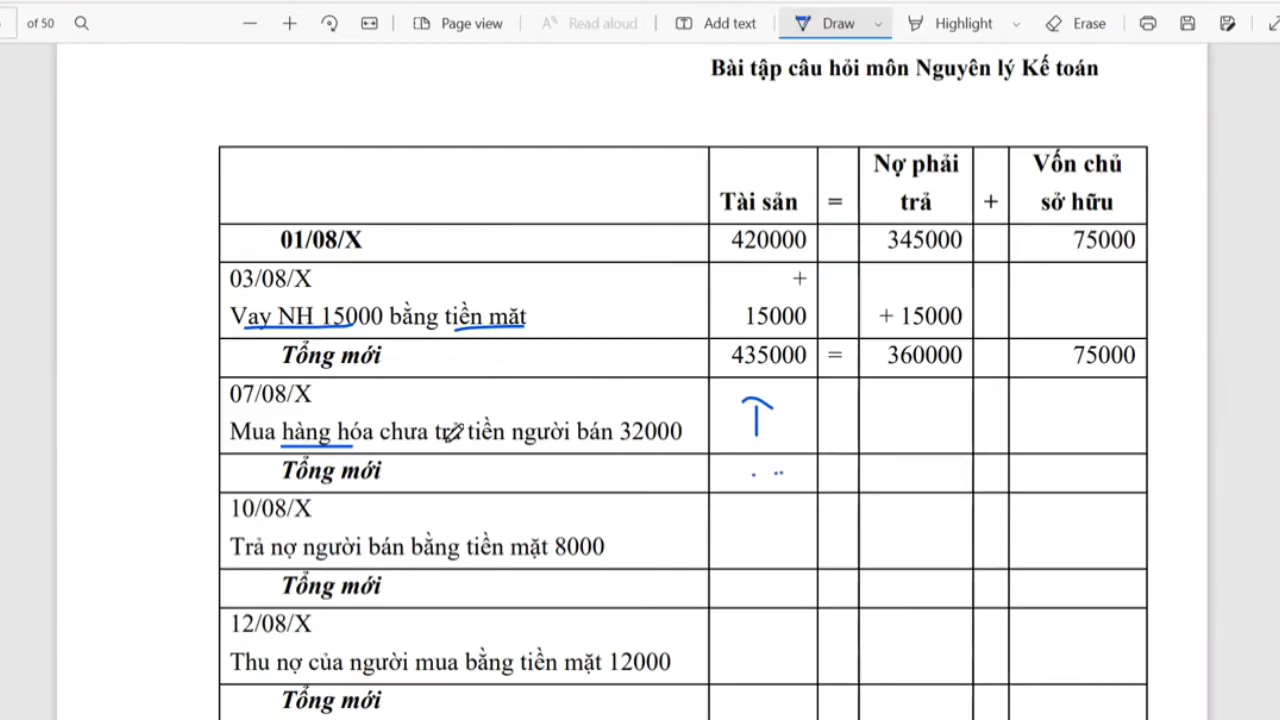 of 50 Page view Read aloud Add text Draw Highlight Erase
Bài tập câu hỏi môn Nguyên lý Kế toán
Tài sản = Nợ phải trả + Vốn chủ sở hữu
01/08/X 420000 345000 75000
03/08/X +
Vay NH 15000 bằng tiền mặt 15000 + 15000
Tổng mới 435000 = 360000 75000
07/08/X
Mua hàng hóa chưa trả tiền người bán 32000
Tổng mới
10/08/X
Trả nợ người bán bằng tiền mặt 8000
Tổng mới
12/08/X
Thu nợ của người mua bằng tiền mặt 12000
Tổng mới